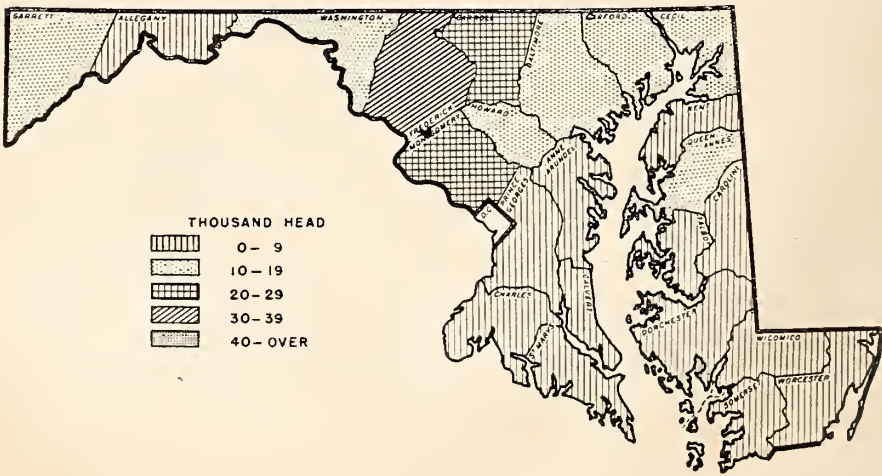 GARRETT
ALLEGANY
WASHINGTON
CARROLL
BALTIMORE
HARFORD
CECIL
FREDERICK
MONTGOMERY
HOWARD
KENT
QUEEN
ANNES
ANNE
ARUNDEL
PRINCE
GEORGES
D.C.
CAROLINE
TALBOT
CHARLES
CALVERT
ST MARYS
DORCHESTER
WICOMICO
SOMERSET
WORCESTER
THOUSAND HEAD
0 - 9
10 - 19
20 - 29
30 - 39
40 - OVER